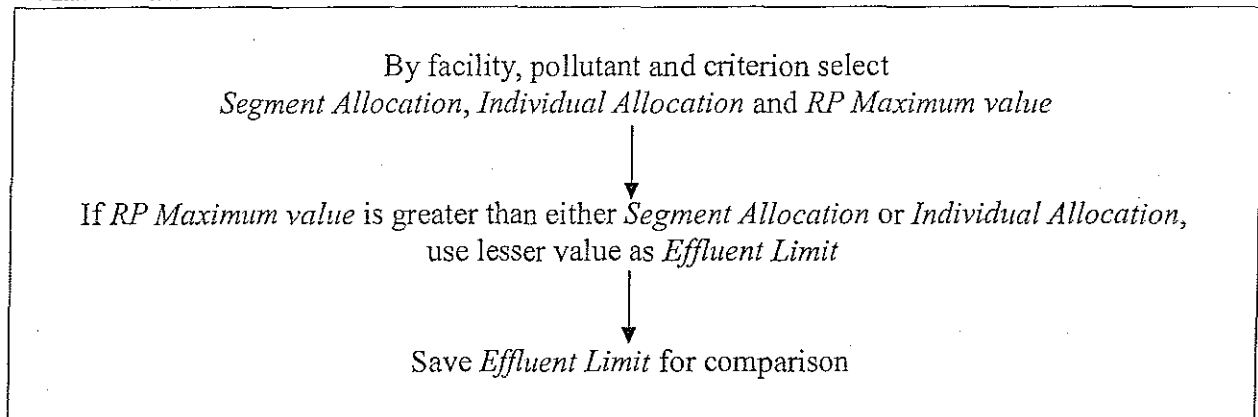 By facility, pollutant and criterion select
Segment Allocation, Individual Allocation and RP Maximum value
If RP Maximum value is greater than either Segment Allocation or Individual Allocation,
use lesser value as Effluent Limit
Save Effluent Limit for comparison